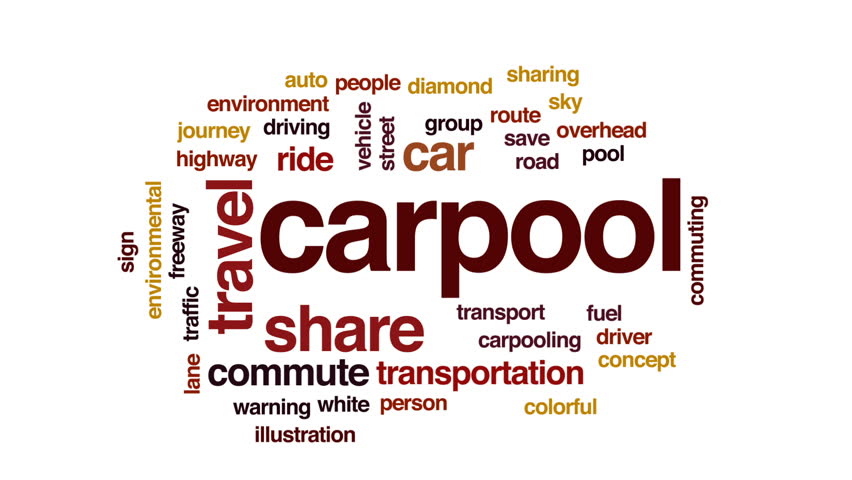 auto people diamond sharing
environment vehicle sky
journey driving street group route
save overhead
highway ride car road pool
travel carpool
sign environmental freeway commuting
traffic share transport fuel
carpooling driver
lane commute transportation concept
warning white person colorful
illustration